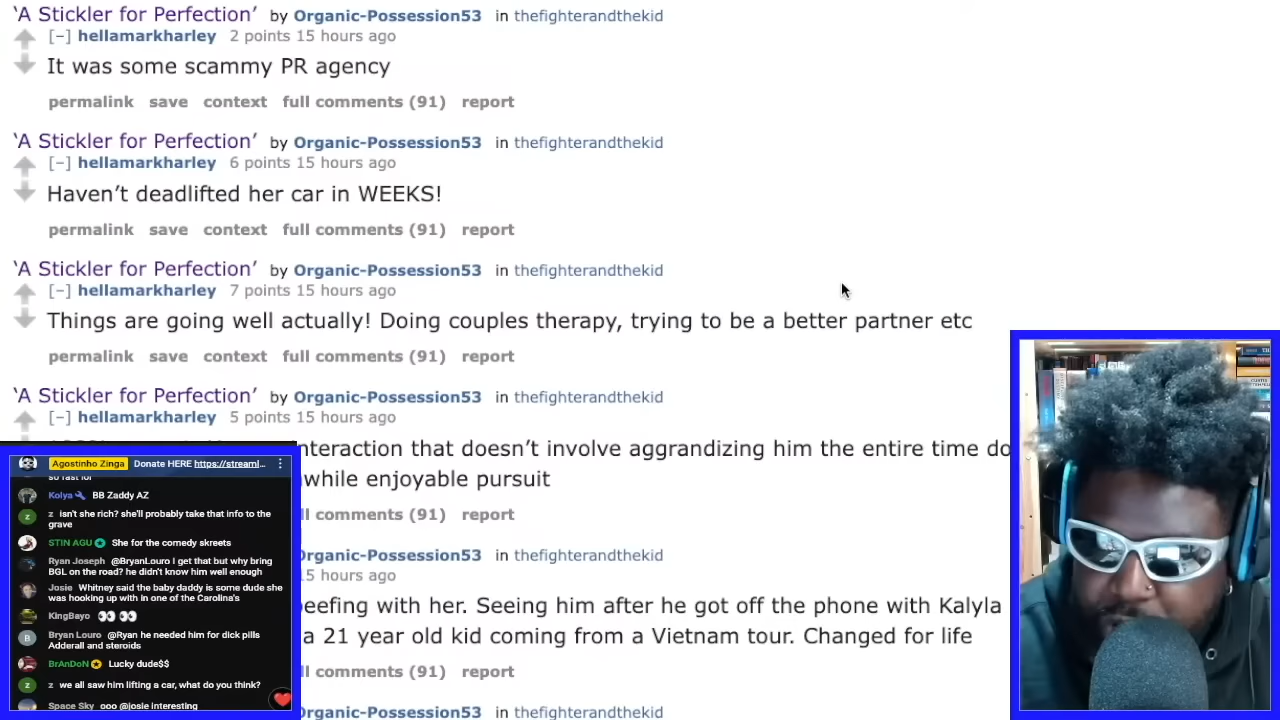 ‘A Stickler for Perfection’ by Organic-Possession53 in thefighterandthekid
[–] hellamarkharley 2 points 15 hours ago
It was some scammy PR agency
permalink save context full comments (91) report
‘A Stickler for Perfection’ by Organic-Possession53 in thefighterandthekid
[–] hellamarkharley 6 points 15 hours ago
Haven’t deadlifted her car in WEEKS!
permalink save context full comments (91) report
‘A Stickler for Perfection’ by Organic-Possession53 in thefighterandthekid
[–] hellamarkharley 7 points 15 hours ago
Things are going well actually! Doing couples therapy, trying to be a better partner etc
permalink save context full comments (91) report
‘A Stickler for Perfection’ by Organic-Possession53 in thefighterandthekid
[–] hellamarkharley 5 points 15 hours ago
interaction that doesn’t involve aggrandizing him the entire time do
while enjoyable pursuit
ll comments (91) report
Organic-Possession53 in thefighterandthekid
15 hours ago
beefing with her. Seeing him after he got off the phone with Kalyla
a 21 year old kid coming from a Vietnam tour. Changed for life
ll comments (91) report
Organic-Possession53 in thefighterandthekid
Agostinho Zinga Donate HERE https://streaml...
so fast lol
Kolya BB Zaddy AZ
z isn't she rich? she'll probably take that info to the
grave
STIN AGU She for the comedy skreets
Ryan Joseph @BryanLouro I get that but why bring
BGL on the road? he didn't know him well enough
Josie Whitney said the baby daddy is some dude she
was hooking up with in one of the Carolina's
KingBayo 👀 👀
Bryan Louro @Ryan he needed him for dick pills
Adderall and steroids
BrAnDoN Lucky dude$$
z we all saw him lifting a car, what do you think?
Space Sky ooo @josie interesting